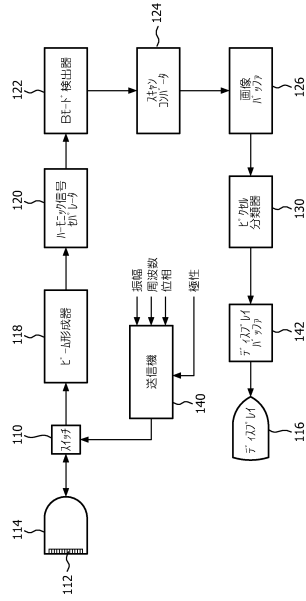 114
112
110
スイッチ
118
ビーム形成器
120
ハーモニック信号
セパレータ
122
Bモード検出器
124
スキャン
コンバータ
126
画像
バッファ
130
ピクセル
分類器
142
ディスプレイ
バッファ
116
ディスプレイ
140
送信機
振幅
周波数
位相
極性